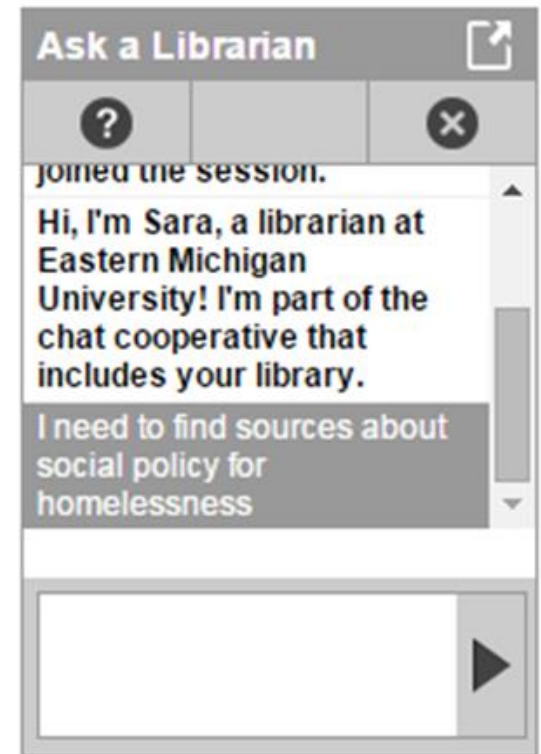 Ask a Librarian
?
joined the session.
Hi, I'm Sara, a librarian at
Eastern Michigan
University! I'm part of the
chat cooperative that
includes your library.
I need to find sources about
social policy for
homelessness